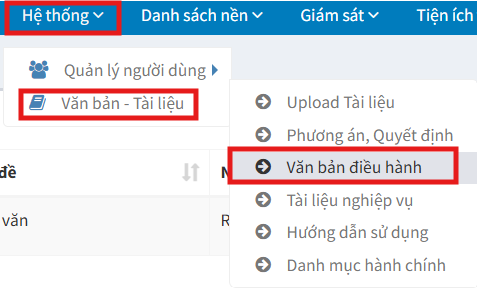 Hệ thống Danh sách nền Giám sát Tiện ích
Quản lý người dùng
Văn bản - Tài liệu
Upload Tài liệu
Phương án, Quyết định
Văn bản điều hành
Tài liệu nghiệp vụ
Hướng dẫn sử dụng
Danh mục hành chính
đề
văn